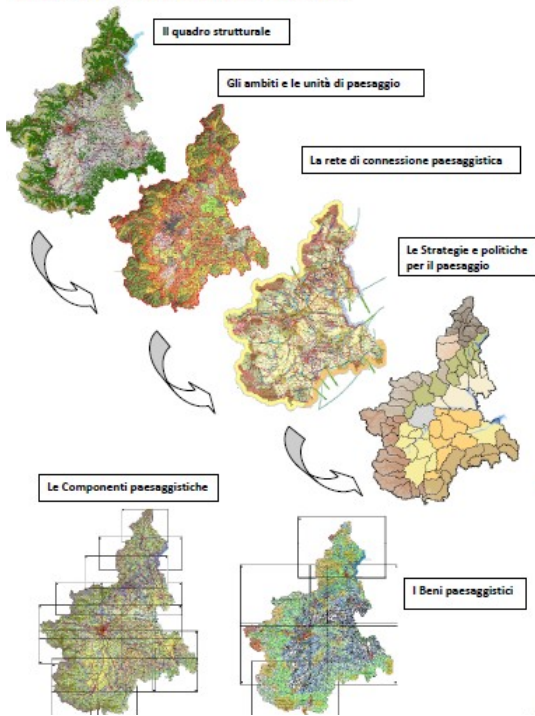 Il quadro strutturale
Gli ambiti e le unità di paesaggio
La rete di connessione paesaggistica
Le Strategie e politiche
per il paesaggio
Le Componenti paesaggistiche
I Beni paesaggistici